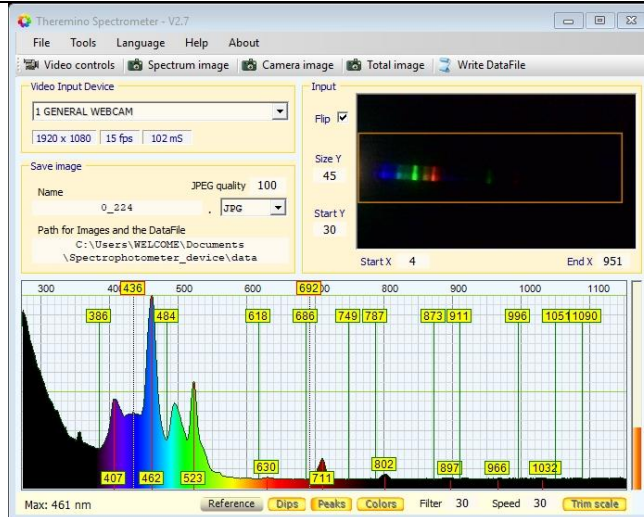 Theremino Spectrometer - V2.7
File Tools Language Help About
Video controls Spectrum image Camera image Total image Write DataFile
Video Input Device
1 GENERAL WEBCAM
1920 x 1080 15 fps 102 mS
Save image
Name JPEG quality 100
0_224 . JPG
Path for Images and the DataFile
C:\Users\WELCOME\Documents
\Spectrophotometer_device\data
Input
Flip
Size Y
45
Start Y
30
Start X 4 End X 951
300 436 500 600 692 800 900 1000 1100
386 484 618 686 749 787 873 911 996 1051 1090
407 462 523 630 711 802 897 966 1032
Max: 461 nm Reference Dips Peaks Colors Filter 30 Speed 30 Trim scale